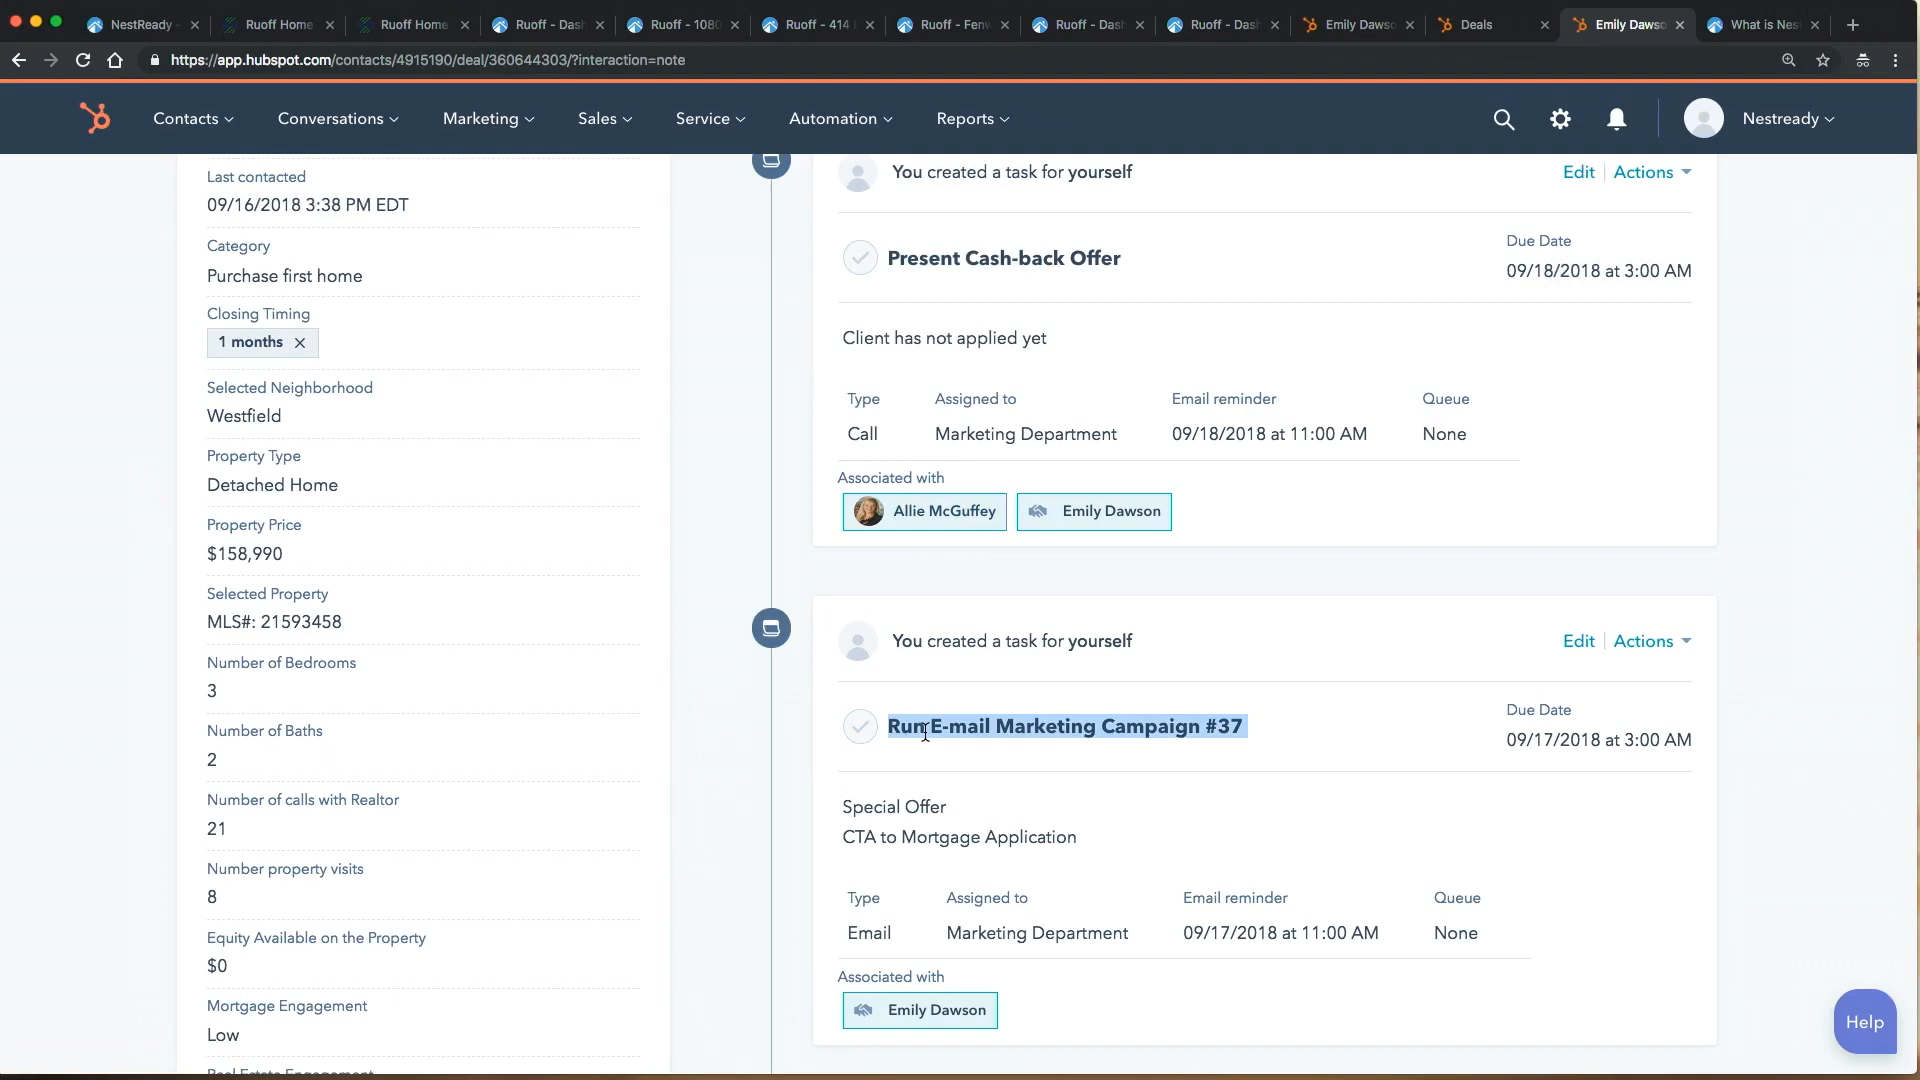 NestReady -
Ruoff Home
Ruoff Home
Ruoff - Dash
Ruoff - 1080
Ruoff - 414
Ruoff - Fenw
Ruoff - Dash
Ruoff - Dash
Emily Dawso
Deals
Emily Dawso
What is Nes
https://app.hubspot.com/contacts/4915190/deal/360644303/?interaction=note
Contacts
Conversations
Marketing
Sales
Service
Automation
Reports
Nestready
Last contacted
09/16/2018 3:38 PM EDT
Category
Purchase first home
Closing Timing
1 months
Selected Neighborhood
Westfield
Property Type
Detached Home
Property Price
$158,990
Selected Property
MLS#: 21593458
Number of Bedrooms
3
Number of Baths
2
Number of calls with Realtor
21
Number property visits
8
Equity Available on the Property
$0
Mortgage Engagement
Low
Real Estate Engagement
You created a task for yourself
Edit
Actions
Present Cash-back Offer
Due Date
09/18/2018 at 3:00 AM
Client has not applied yet
Type Assigned to Email reminder Queue
Call Marketing Department 09/18/2018 at 11:00 AM None
Associated with
Allie McGuffey
Emily Dawson
You created a task for yourself
Edit
Actions
Run E-mail Marketing Campaign #37
Due Date
09/17/2018 at 3:00 AM
Special Offer
CTA to Mortgage Application
Type Assigned to Email reminder Queue
Email Marketing Department 09/17/2018 at 11:00 AM None
Associated with
Emily Dawson
Help